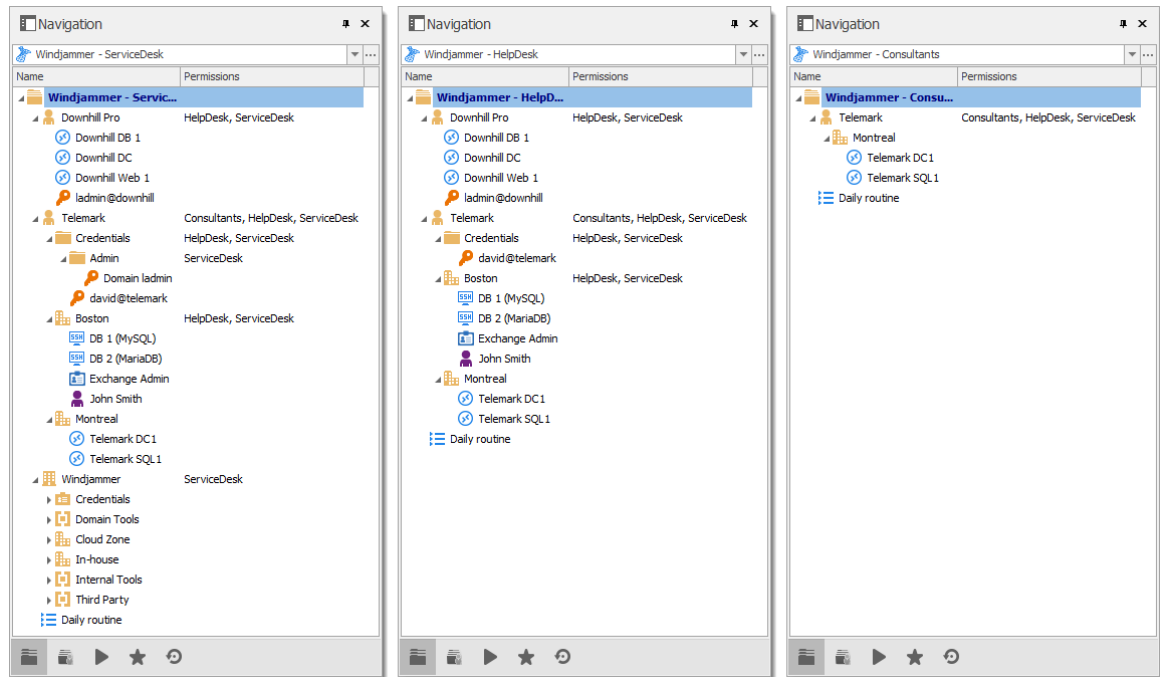 Navigation
Windjammer - ServiceDesk
Name Permissions
Windjammer - Servic...
Downhill Pro HelpDesk, ServiceDesk
Downhill DB 1
Downhill DC
Downhill Web 1
ladmin@downhill
Telemark Consultants, HelpDesk, ServiceDesk
Credentials HelpDesk, ServiceDesk
Admin ServiceDesk
Domain ladmin
david@telemark
Boston HelpDesk, ServiceDesk
SSH DB 1 (MySQL)
SSH DB 2 (MariaDB)
Exchange Admin
John Smith
Montreal
Telemark DC1
Telemark SQL1
Windjammer ServiceDesk
Credentials
Domain Tools
Cloud Zone
In-house
Internal Tools
Third Party
Daily routine
Navigation
Windjammer - HelpDesk
Name Permissions
Windjammer - HelpD...
Downhill Pro HelpDesk, ServiceDesk
Downhill DB 1
Downhill DC
Downhill Web 1
ladmin@downhill
Telemark Consultants, HelpDesk, ServiceDesk
Credentials HelpDesk, ServiceDesk
david@telemark
Boston HelpDesk, ServiceDesk
SSH DB 1 (MySQL)
SSH DB 2 (MariaDB)
Exchange Admin
John Smith
Montreal
Telemark DC1
Telemark SQL1
Daily routine
Navigation
Windjammer - Consultants
Name Permissions
Windjammer - Consu...
Telemark Consultants, HelpDesk, ServiceDesk
Montreal
Telemark DC1
Telemark SQL1
Daily routine